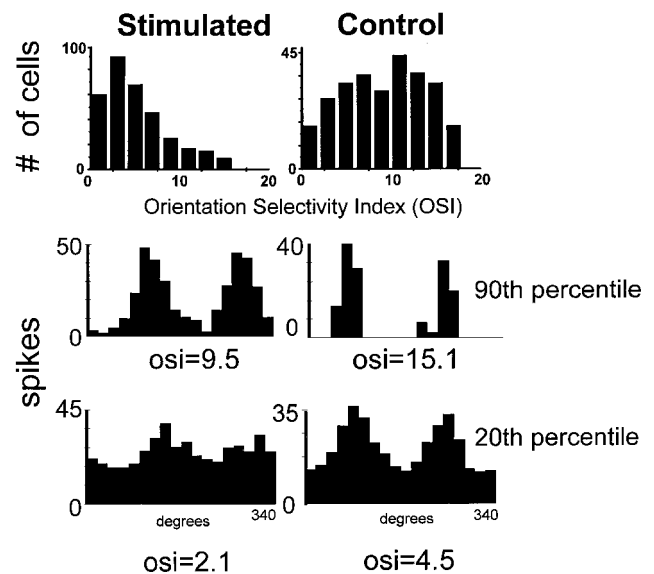 Stimulated Control
100 45
# of cells
0 0
0 10 20 0 10 20
Orientation Selectivity Index (OSI)
50 40
90th percentile
0 0
osi=9.5 osi=15.1
spikes
45 35
20th percentile
0 0
degrees 340 degrees 340
osi=2.1 osi=4.5